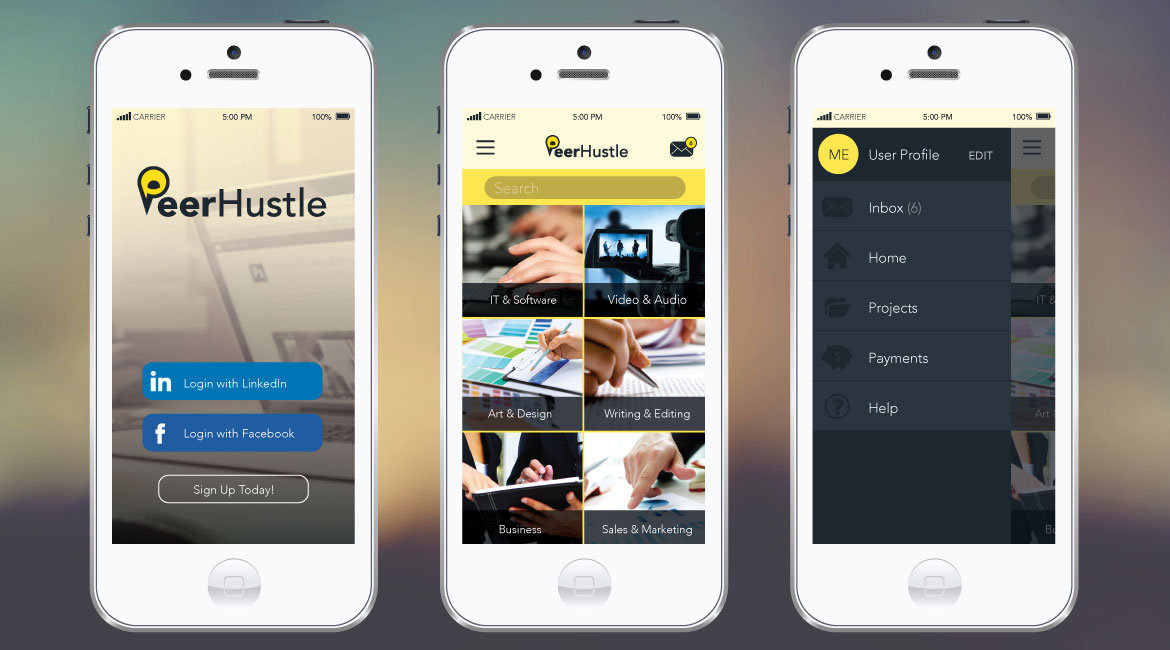 CARRIER 5:00 PM 100%
PeerHustle
in Login with LinkedIn
f Login with Facebook
Sign Up Today!
CARRIER 5:00 PM 100%
PeerHustle 6
Search
IT & Software
Video & Audio
Art & Design
Writing & Editing
Business
Sales & Marketing
CARRIER 5:00 PM 100%
ME User Profile EDIT
Inbox (6)
Home
Projects
$ Payments
? Help
S
IT &
Art &
Bu